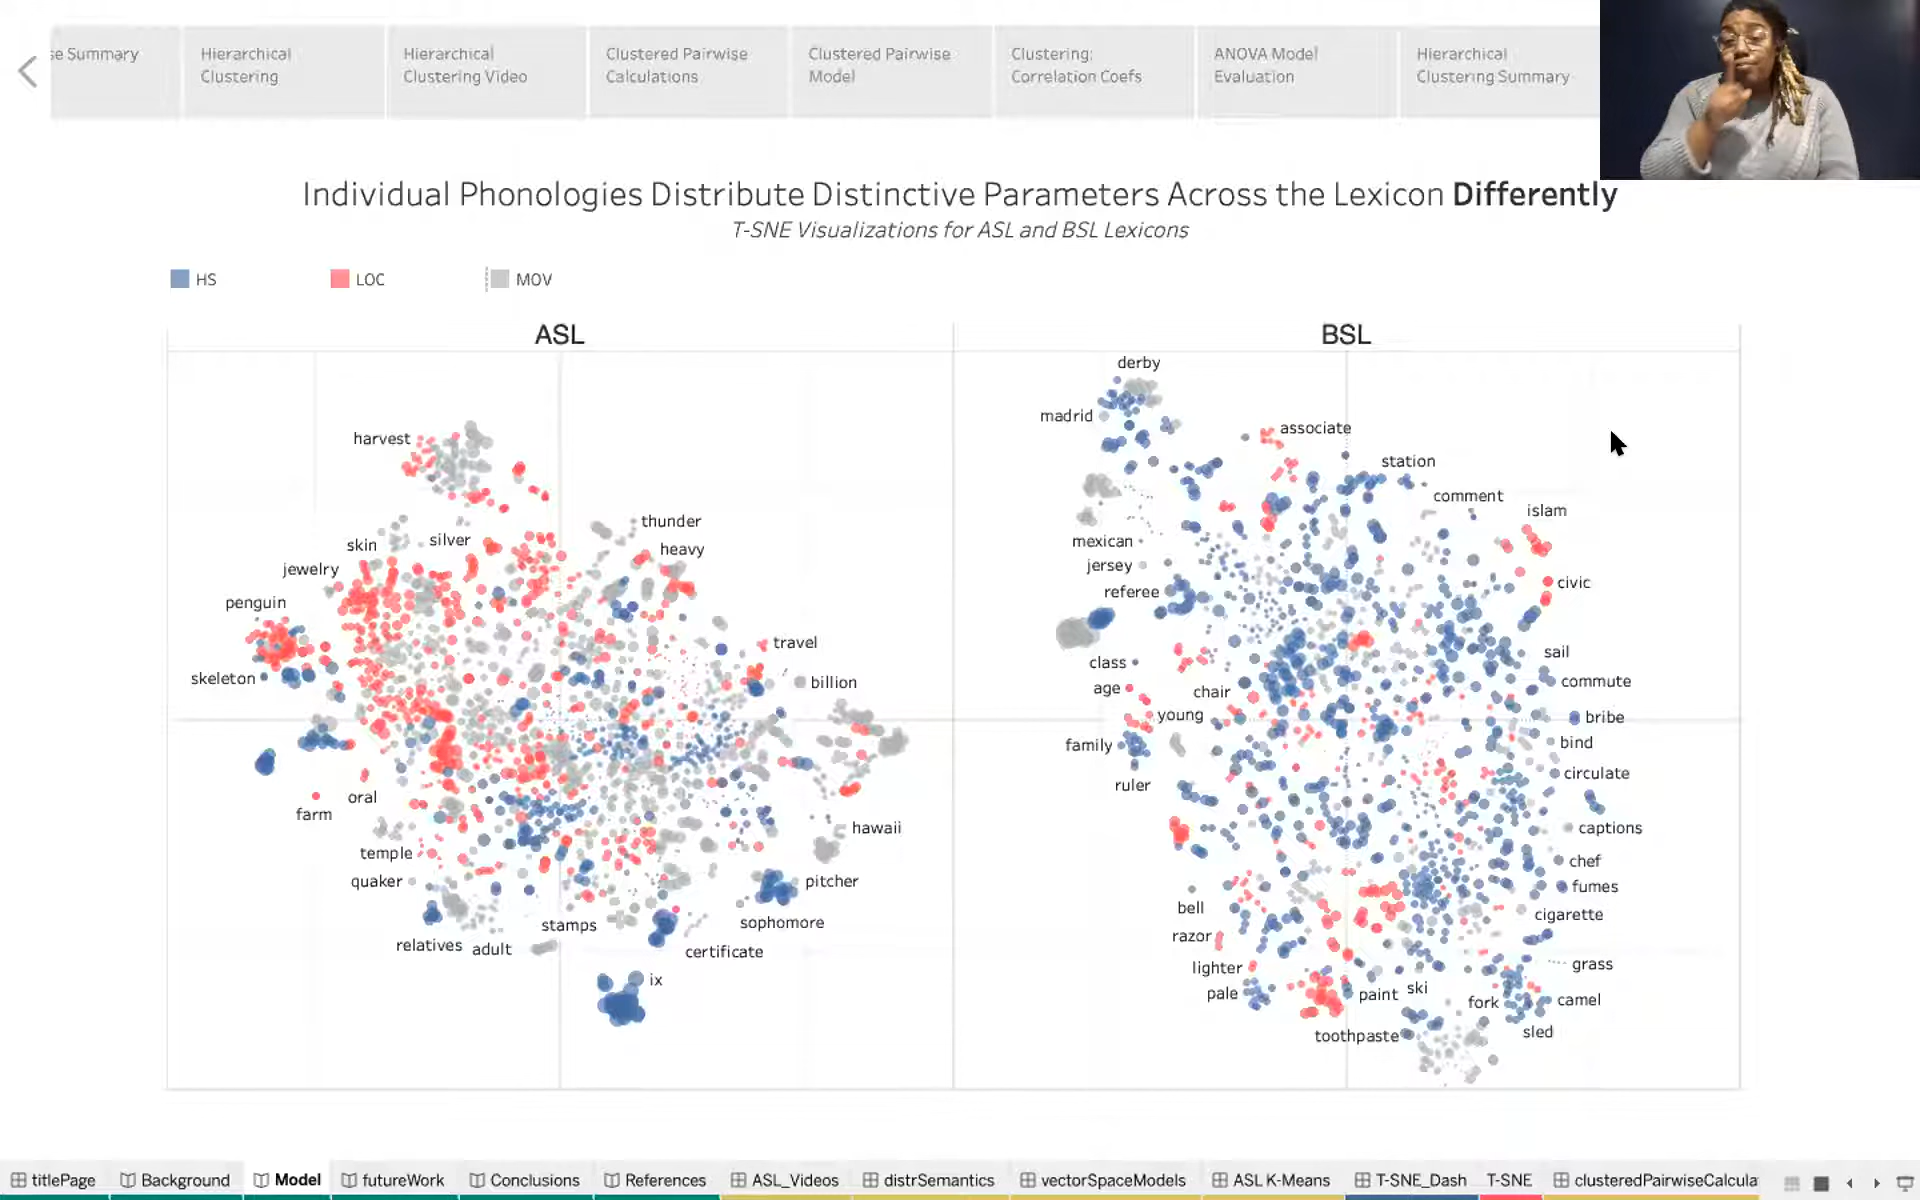 se Summary
Hierarchical
Clustering
Hierarchical
Clustering Video
Clustered Pairwise
Calculations
Clustered Pairwise
Model
Clustering:
Correlation Coefs
ANOVA Model
Evaluation
Hierarchical
Clustering Summary
Individual Phonologies Distribute Distinctive Parameters Across the Lexicon Differently
T-SNE Visualizations for ASL and BSL Lexicons
HS
LOC
MOV
ASL
harvest
thunder
skin
silver
heavy
jewelry
penguin
travel
skeleton
billion
oral
farm
hawaii
temple
quaker
pitcher
stamps
sophomore
relatives
adult
certificate
ix
BSL
derby
madrid
associate
station
comment
islam
mexican
jersey
civic
referee
sail
class
commute
age
chair
young
bribe
family
bind
circulate
ruler
captions
chef
fumes
bell
cigarette
razor
grass
lighter
pale
paint
ski
fork
camel
toothpaste
sled
titlePage
Background
Model
futureWork
Conclusions
References
ASL_Videos
distrSemantics
vectorSpaceModels
ASL K-Means
T-SNE_Dash
T-SNE
clusteredPairwiseCalcula